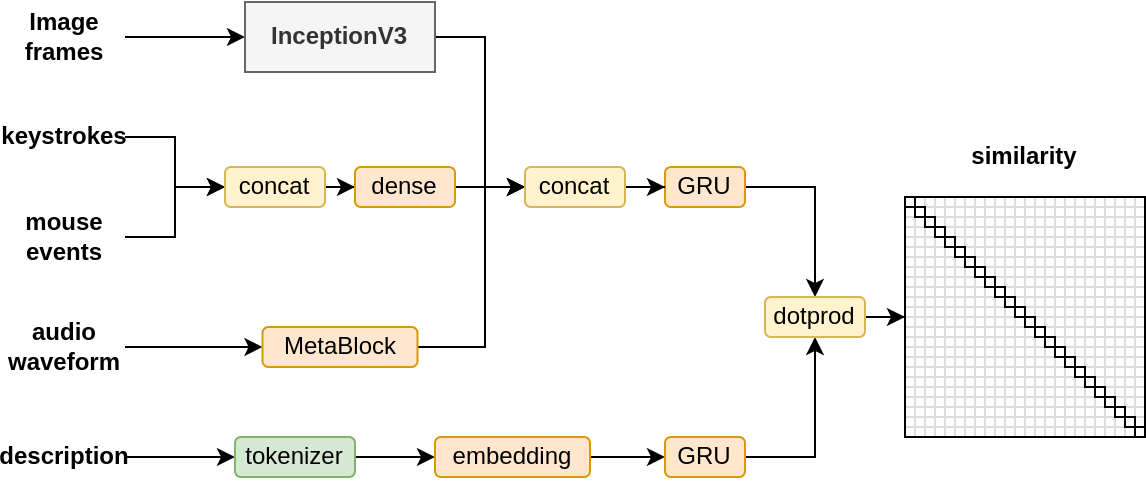 Image
frames
InceptionV3
keystrokes
concat
dense
concat
GRU
similarity
mouse
events
dotprod
audio
waveform
MetaBlock
description
tokenizer
embedding
GRU